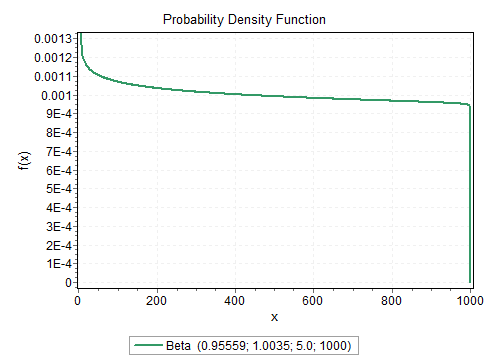 Probability Density Function
0.0013
0.0012
0.0011
0.001
9E-4
8E-4
7E-4
6E-4
5E-4
4E-4
3E-4
2E-4
1E-4
0
f(x)
0 200 400 600 800 1000
x
Beta (0.95559; 1.0035; 5.0; 1000)